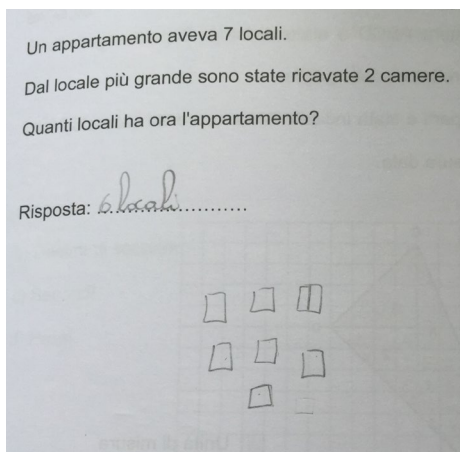 Un appartamento aveva 7 locali.
Dal locale più grande sono state ricavate 2 camere.
Quanti locali ha ora l'appartamento?
Risposta: 6 locali